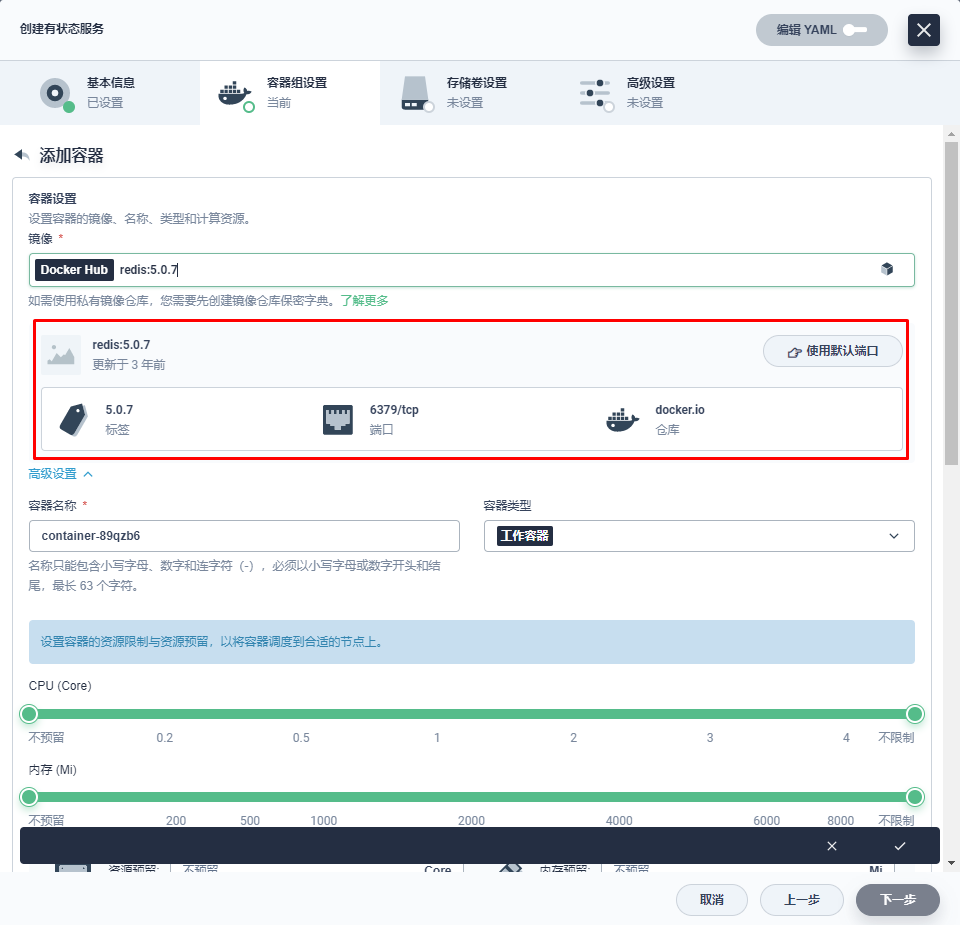 创建有状态服务
编辑 YAML
基本信息
已设置
容器组设置
当前
存储卷设置
未设置
高级设置
未设置
添加容器
容器设置
设置容器的镜像、名称、类型和计算资源。
镜像 *
Docker Hub redis:5.0.7
如需使用私有镜像仓库，您需要先创建镜像仓库保密字典。了解更多
redis:5.0.7
更新于 3 年前
使用默认端口
5.0.7
标签
6379/tcp
端口
docker.io
仓库
高级设置
容器名称 *
container-89qzb6
名称只能包含小写字母、数字和连字符（-），必须以小写字母或数字开头和结
尾，最长 63 个字符。
容器类型
工作容器
设置容器的资源限制与资源预留，以将容器调度到合适的节点上。
CPU (Core)
不预留 0.2 0.5 1 2 3 4 不限制
内存 (Mi)
不预留 200 500 1000 2000 4000 6000 8000 不限制
资源预留: 不预留 Core 内存预留: 不预留 Mi
取消
上一步
下一步